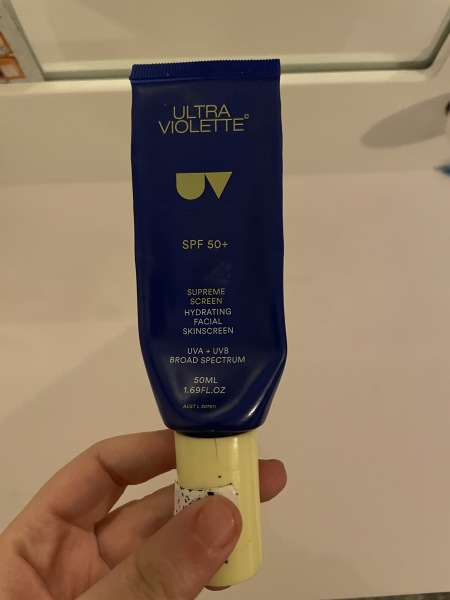 ULTRA
VIOLETTE
UV
SPF 50+
SUPREME
SCREEN
HYDRATING
FACIAL
SKINSCREEN
UVA + UVB
BROAD SPECTRUM
50ML
1.69FL.OZ